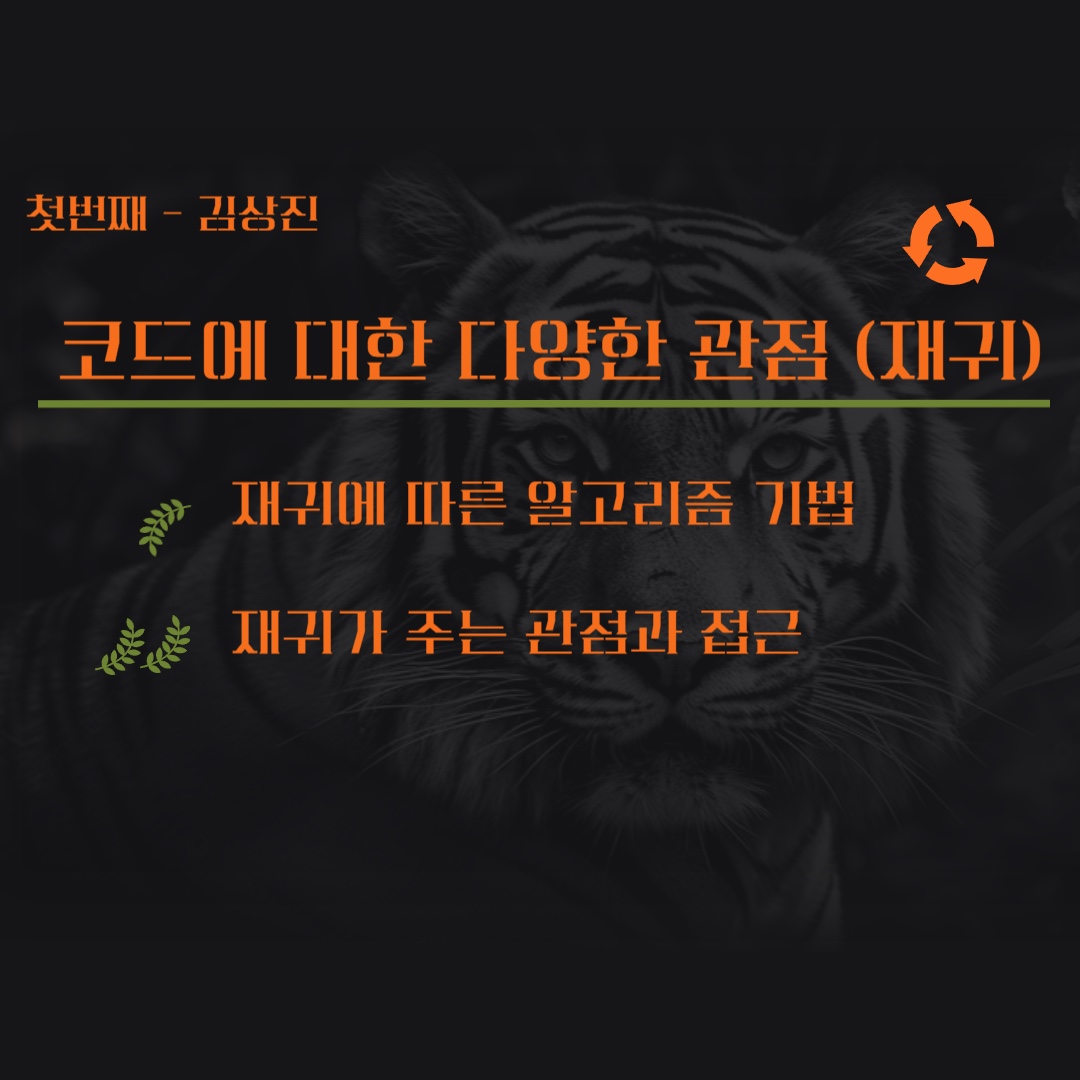 첫번째 - 김상진
코드에 대한 다양한 관점 (재귀)
재귀에 따른 알고리즘 기법
재귀가 주는 관점과 접근